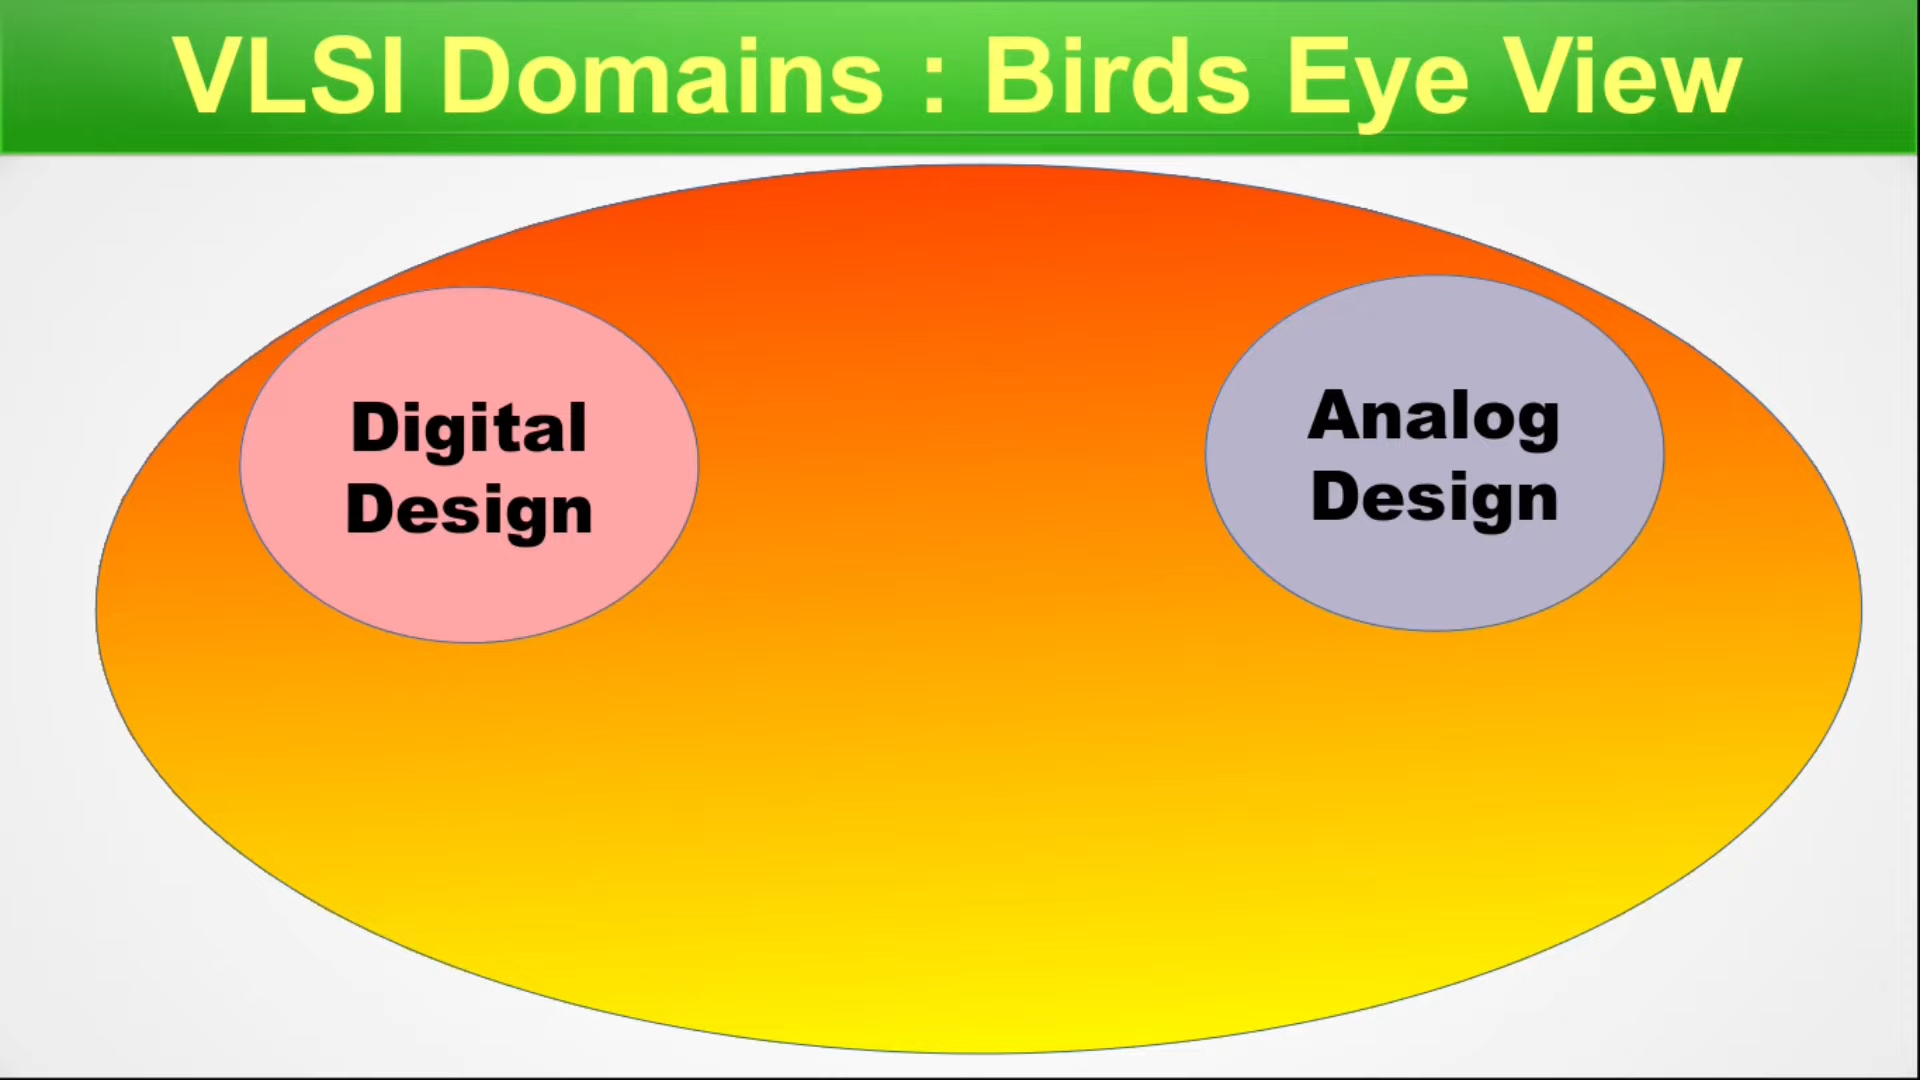 VLSI Domains : Birds Eye View
Digital
Design
Analog
Design